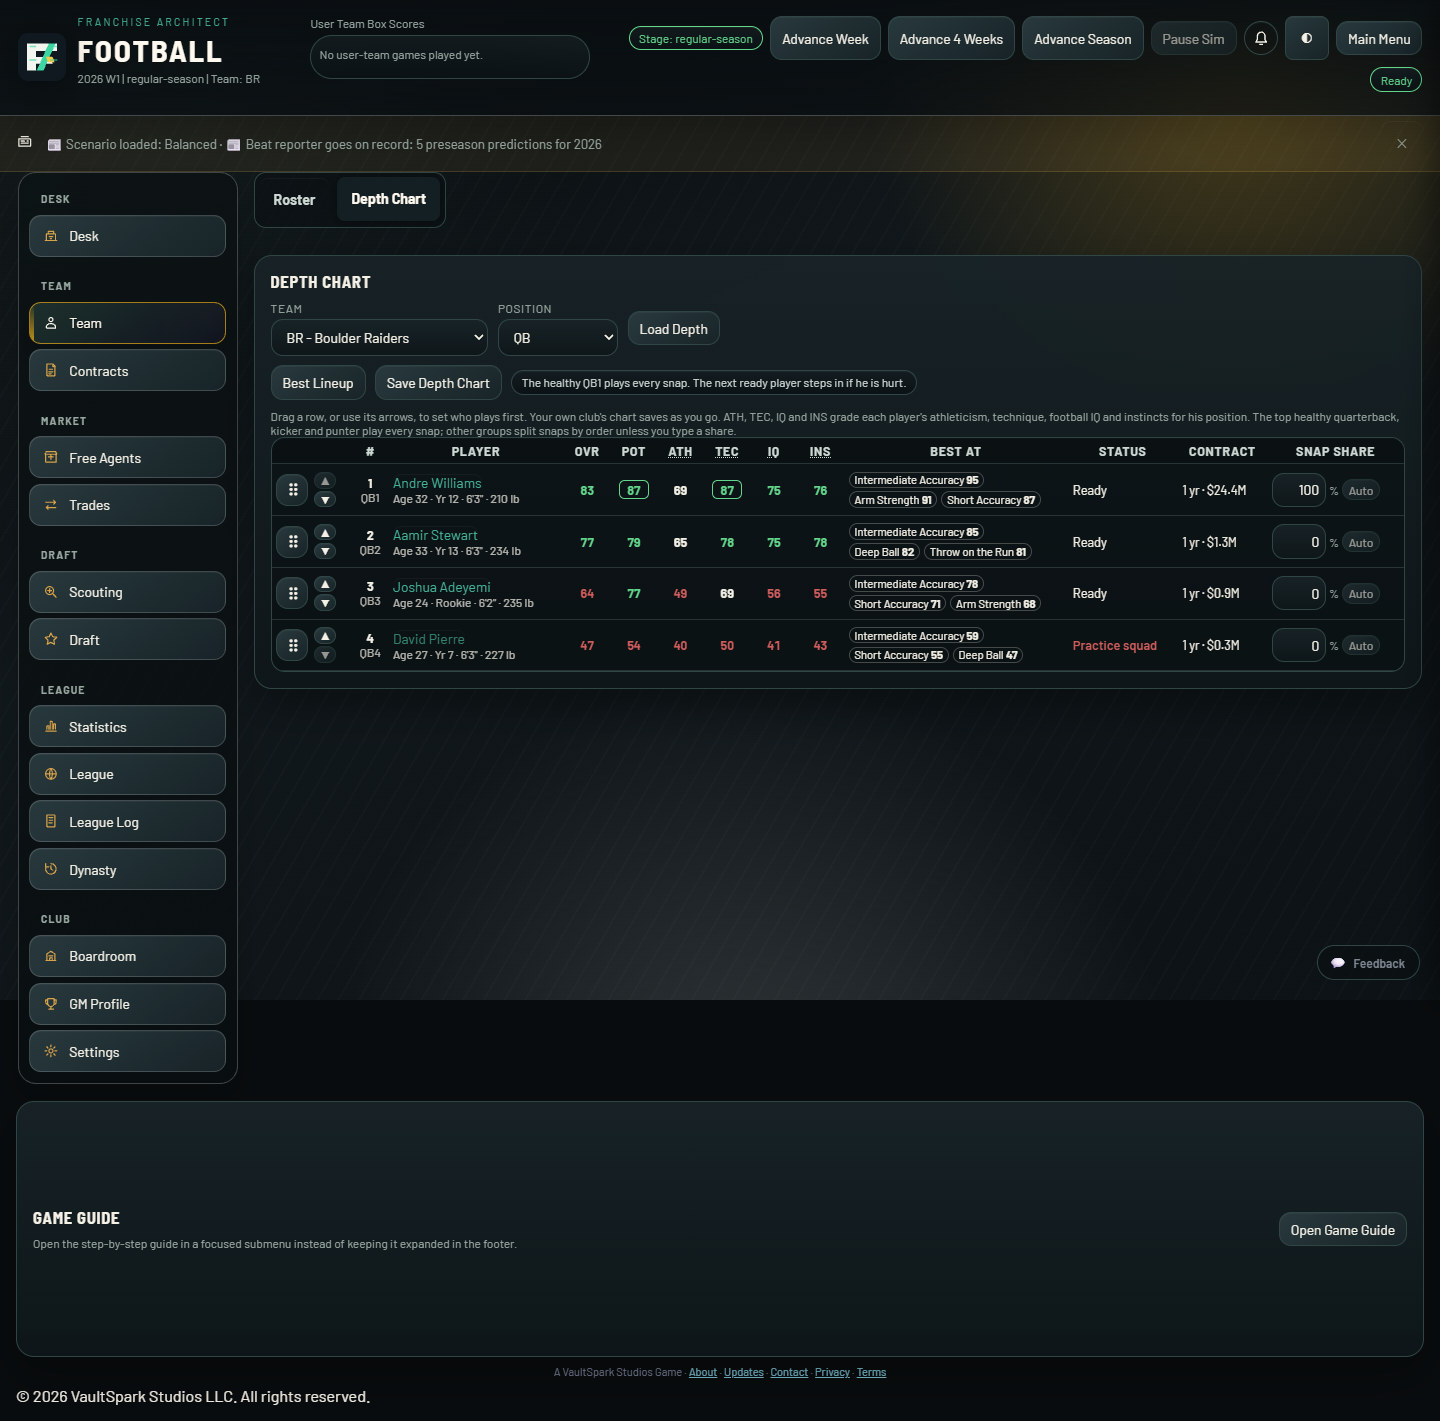 FRANCHISE ARCHITECT
FOOTBALL
2026 W1 | regular-season | Team: BR
User Team Box Scores
No user-team games played yet.
Stage: regular-season
Advance Week
Advance 4 Weeks
Advance Season
Pause Sim
Main Menu
Ready
Scenario loaded: Balanced · Beat reporter goes on record: 5 preseason predictions for 2026
DESK
Desk
TEAM
Team
Contracts
MARKET
Free Agents
Trades
DRAFT
Scouting
Draft
LEAGUE
Statistics
League
League Log
Dynasty
CLUB
Boardroom
GM Profile
Settings
Roster
Depth Chart
DEPTH CHART
TEAM POSITION
BR - Boulder Raiders QB Load Depth
Best Lineup Save Depth Chart The healthy QB1 plays every snap. The next ready player steps in if he is hurt.
Drag a row, or use its arrows, to set who plays first. Your own club's chart saves as you go. ATH, TEC, IQ and INS grade each player's athleticism, technique, football IQ and instincts for his position. The top healthy quarterback,
kicker and punter play every snap; other groups split snaps by order unless you type a share.
# PLAYER OVR POT ATH TEC IQ INS BEST AT STATUS CONTRACT SNAP SHARE
1 Andre Williams 83 87 69 87 75 76 Intermediate Accuracy 95 Ready 1 yr · $24.4M 100 % Auto
QB1 Age 32 · Yr 12 · 6'3" · 210 lb Arm Strength 91 Short Accuracy 87
2 Aamir Stewart 77 79 65 78 75 78 Intermediate Accuracy 85 Ready 1 yr · $1.3M 0 % Auto
QB2 Age 33 · Yr 13 · 6'3" · 234 lb Deep Ball 82 Throw on the Run 81
3 Joshua Adeyemi 64 77 49 69 56 55 Intermediate Accuracy 78 Ready 1 yr · $0.9M 0 % Auto
QB3 Age 24 · Rookie · 6'2" · 235 lb Short Accuracy 71 Arm Strength 68
4 David Pierre 47 54 40 50 41 43 Intermediate Accuracy 59 Practice squad 1 yr · $0.3M 0 % Auto
QB4 Age 27 · Yr 7 · 6'3" · 227 lb Short Accuracy 55 Deep Ball 47
Feedback
GAME GUIDE
Open the step-by-step guide in a focused submenu instead of keeping it expanded in the footer.
Open Game Guide
A VaultSpark Studios Game · About · Updates · Contact · Privacy · Terms
© 2026 VaultSpark Studios LLC. All rights reserved.